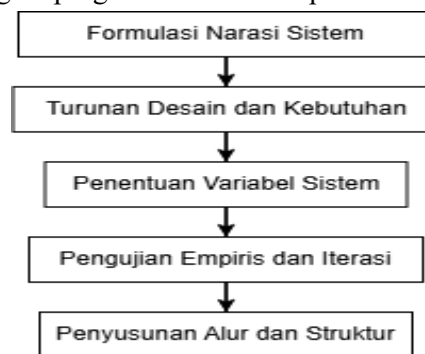 Formulasi Narasi Sistem
Turunan Desain dan Kebutuhan
Penentuan Variabel Sistem
Pengujian Empiris dan Iterasi
Penyusunan Alur dan Struktur